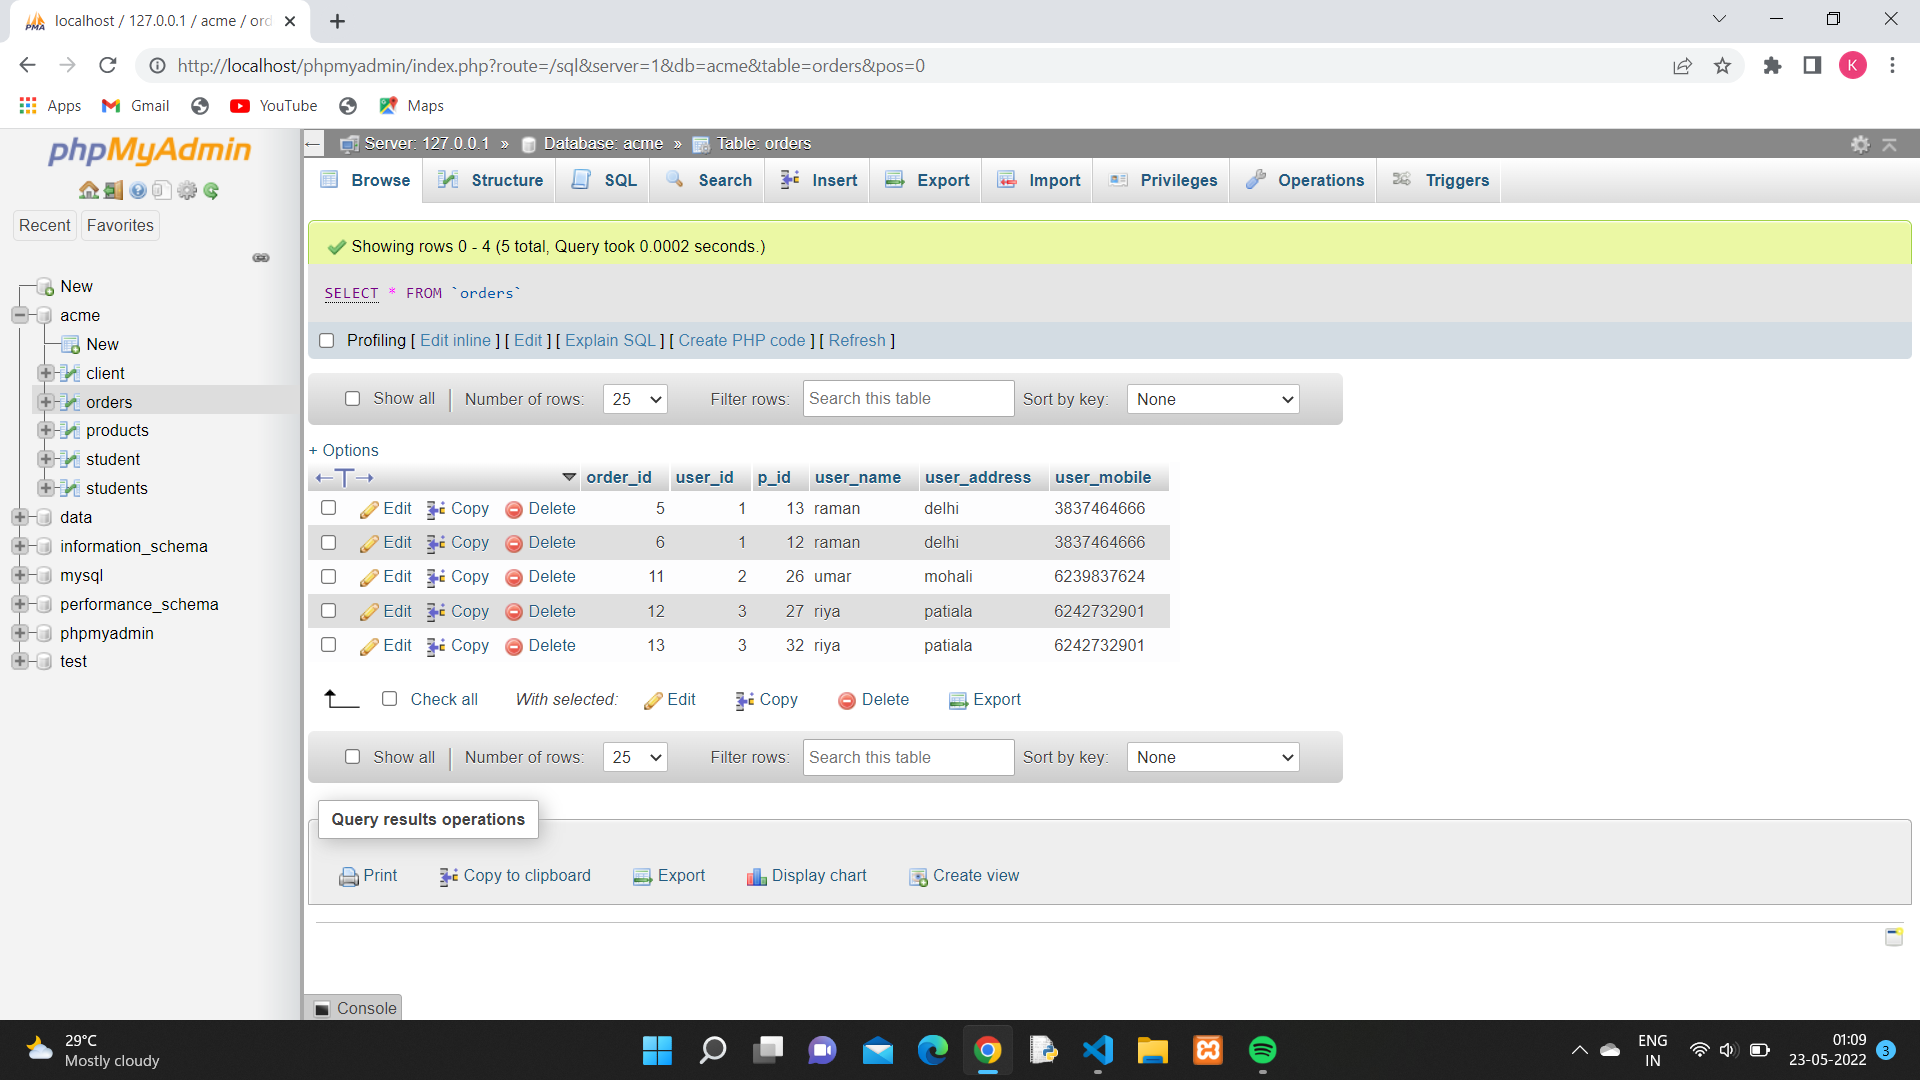 localhost / 127.0.0.1 / acme / ord
http://localhost/phpmyadmin/index.php?route=/sql&server=1&db=acme&table=orders&pos=0
K
Apps Gmail YouTube Maps
phpMyAdmin
Recent Favorites
New
acme
New
client
orders
products
student
students
data
information_schema
mysql
performance_schema
phpmyadmin
test
Server: 127.0.0.1 » Database: acme » Table: orders
Browse Structure SQL Search Insert Export Import Privileges Operations Triggers
Showing rows 0 - 4 (5 total, Query took 0.0002 seconds.)
SELECT * FROM `orders`
Profiling [ Edit inline ] [ Edit ] [ Explain SQL ] [ Create PHP code ] [ Refresh ]
Show all Number of rows: 25 Filter rows: Search this table Sort by key: None
+ Options
order_id user_id p_id user_name user_address user_mobile
Edit Copy Delete 5 1 13 raman delhi 3837464666
Edit Copy Delete 6 1 12 raman delhi 3837464666
Edit Copy Delete 11 2 26 umar mohali 6239837624
Edit Copy Delete 12 3 27 riya patiala 6242732901
Edit Copy Delete 13 3 32 riya patiala 6242732901
Check all With selected: Edit Copy Delete Export
Show all Number of rows: 25 Filter rows: Search this table Sort by key: None
Query results operations
Print Copy to clipboard Export Display chart Create view
Console
29°C
Mostly cloudy
ENG
IN
01:09
23-05-2022
3